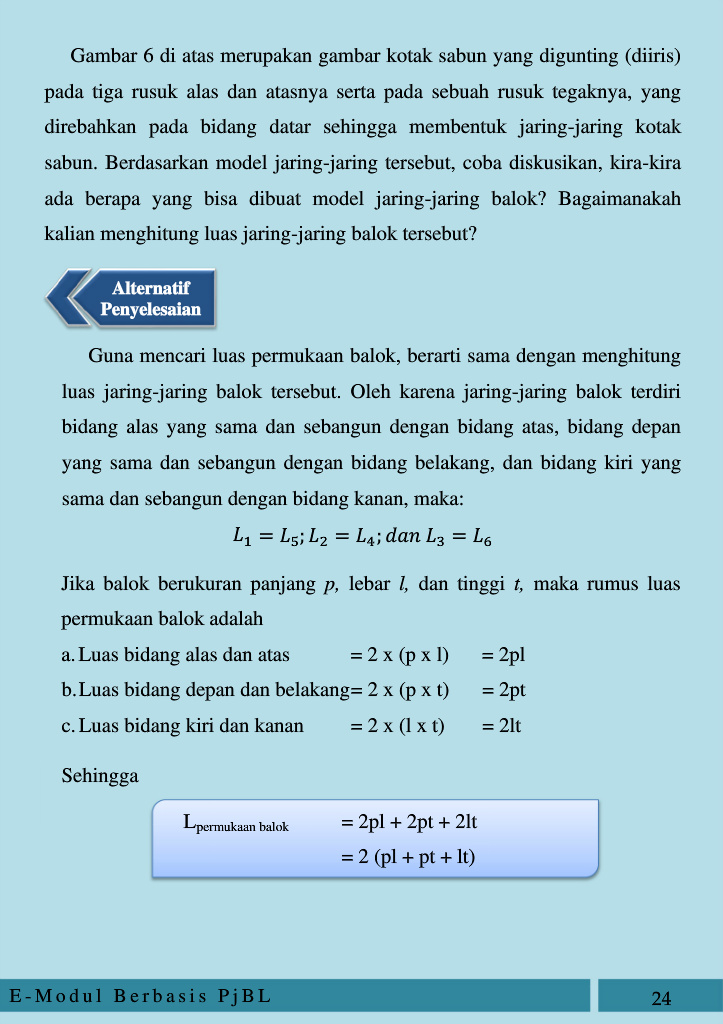 Gambar 6 di atas merupakan gambar kotak sabun yang digunting (diiris)
pada tiga rusuk alas dan atasnya serta pada sebuah rusuk tegaknya, yang
direbahkan pada bidang datar sehingga membentuk jaring-jaring kotak
sabun. Berdasarkan model jaring-jaring tersebut, coba diskusikan, kira-kira
ada berapa yang bisa dibuat model jaring-jaring balok? Bagaimanakah
kalian menghitung luas jaring-jaring balok tersebut?
Alternatif
Penyelesaian
Guna mencari luas permukaan balok, berarti sama dengan menghitung
luas jaring-jaring balok tersebut. Oleh karena jaring-jaring balok terdiri
bidang alas yang sama dan sebangun dengan bidang atas, bidang depan
yang sama dan sebangun dengan bidang belakang, dan bidang kiri yang
sama dan sebangun dengan bidang kanan, maka:
L₁ = L₅; L₂ = L₄; dan L₃ = L₆
Jika balok berukuran panjang p, lebar l, dan tinggi t, maka rumus luas
permukaan balok adalah
a. Luas bidang alas dan atas = 2 x (p x l) = 2pl
b. Luas bidang depan dan belakang= 2 x (p x t) = 2pt
c. Luas bidang kiri dan kanan = 2 x (l x t) = 2lt
Sehingga
Lpermukaan balok = 2pl + 2pt + 2lt
= 2 (pl + pt + lt)
E-Modul Berbasis PjBL 24